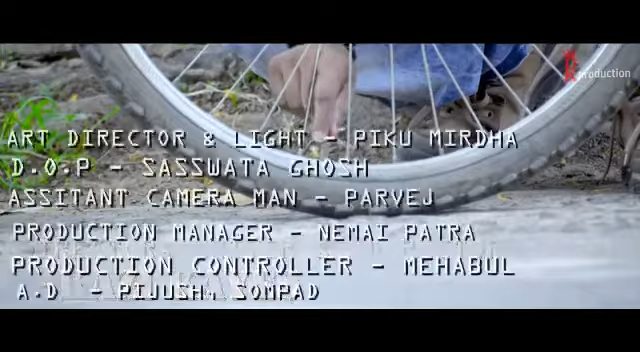 production
ART DIRECTOR & LIGHT - PIKU MIRDHA
D.O.P - SASSWATA GHOSH
ASSITANT CAMERA MAN - PARVEJ
PRODUCTION MANAGER - NEMAI PATRA
PRODUCTION CONTROLLER - MEHABUL
A.D - PIJUSH, SOMPAD